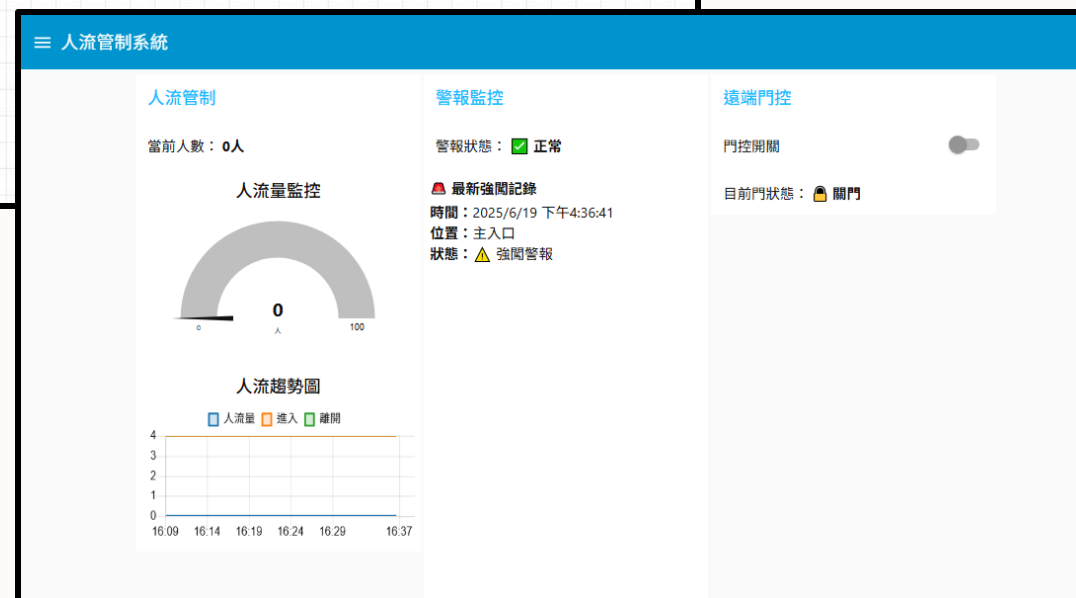 人流管制系統
人流管制
當前人數： 0人
人流量監控
0
0
人
100
人流趨勢圖
人流量 進入 離開
4
3
2
1
0
16:09 16:14 16:19 16:24 16:29 16:37
警報監控
警報狀態： ✅ 正常
🚨 最新強闖記錄
時間：2025/6/19 下午4:36:41
位置：主入口
狀態：⚠️ 強闖警報
遠端門控
門控開關
目前門狀態： 🔒 關門